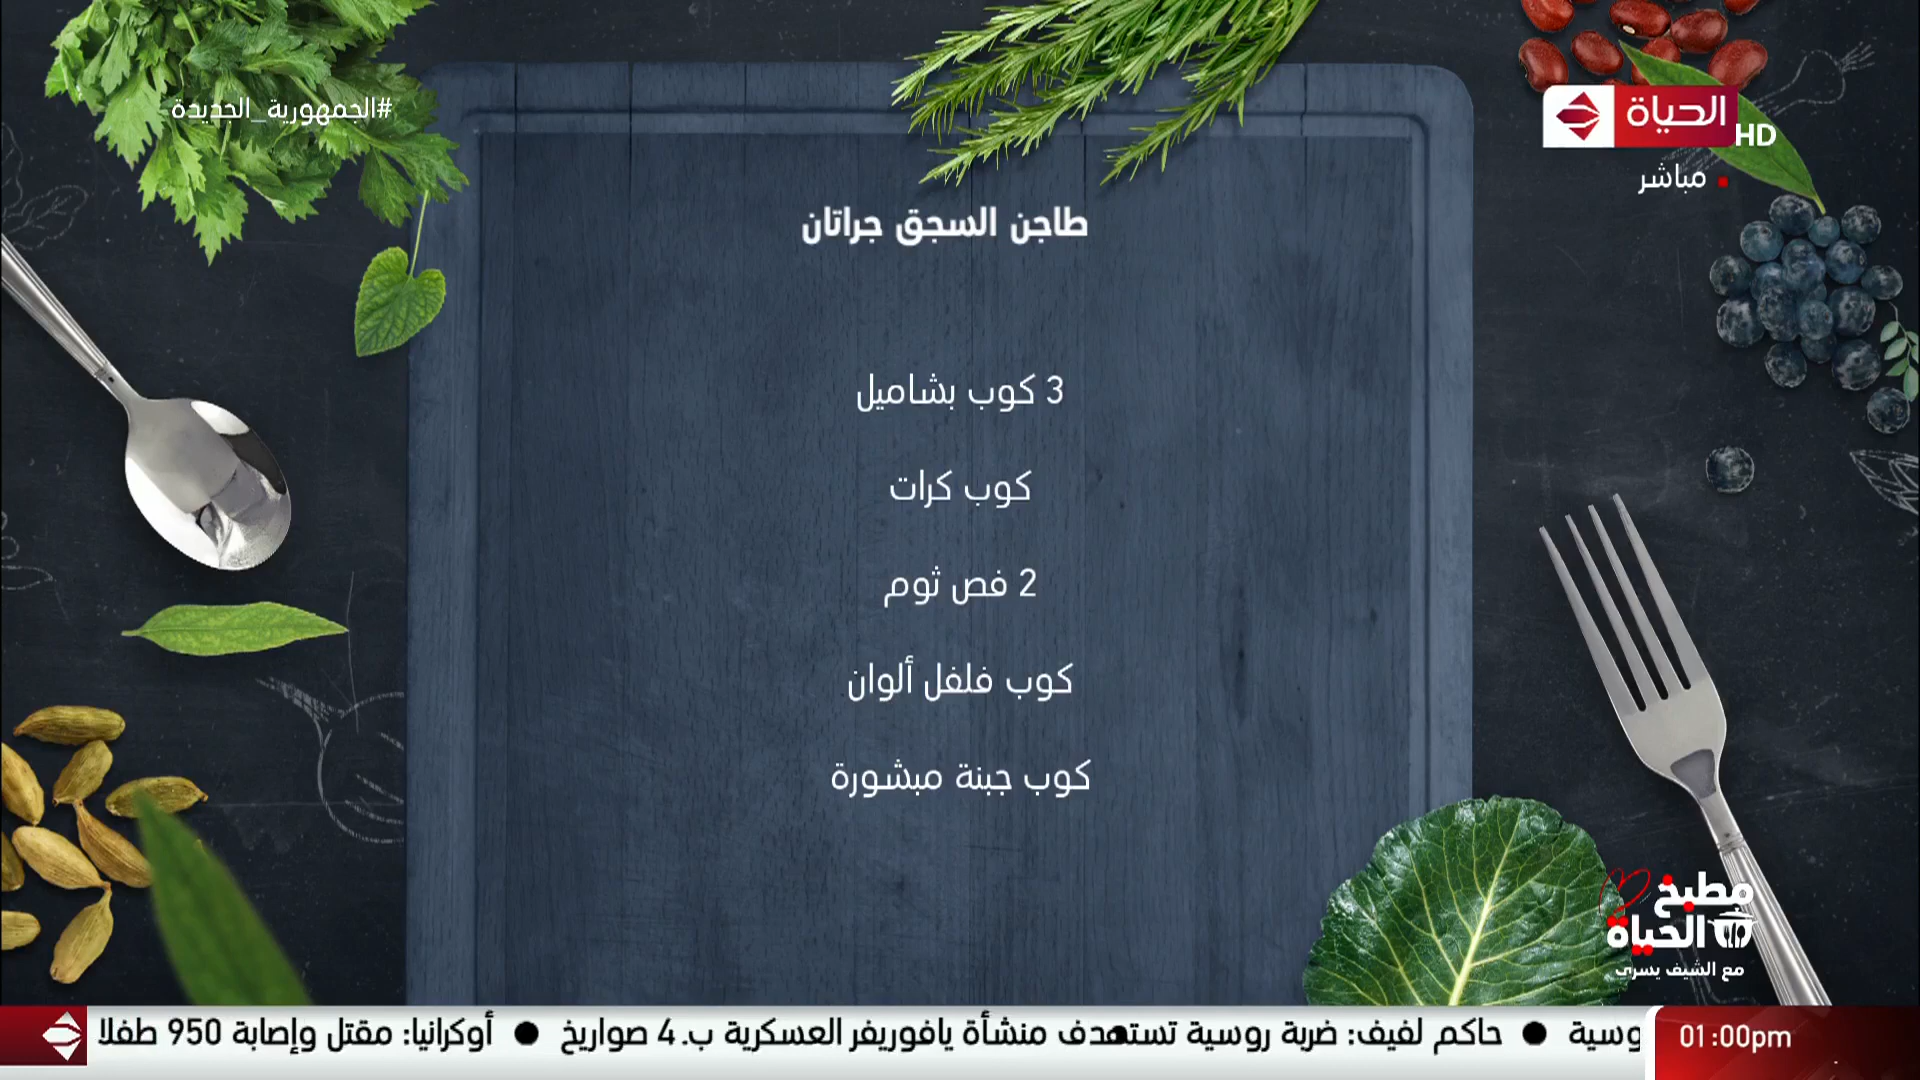 #الجمهورية_الجديدة
الحياة
HD
مباشر
طاجن السجق جراتان
3 كوب بشاميل
كوب كرات
2 فص ثوم
كوب فلفل ألوان
كوب جبنة مبشورة
مطبخ
الحياة
مع الشيف يسري
وسية ● حاكم لفيف: ضربة روسية تستهدف منشأة يافوريفر العسكرية ب. 4 صواريخ ● أوكرانيا: مقتل وإصابة 950 طفلا
01:00pm